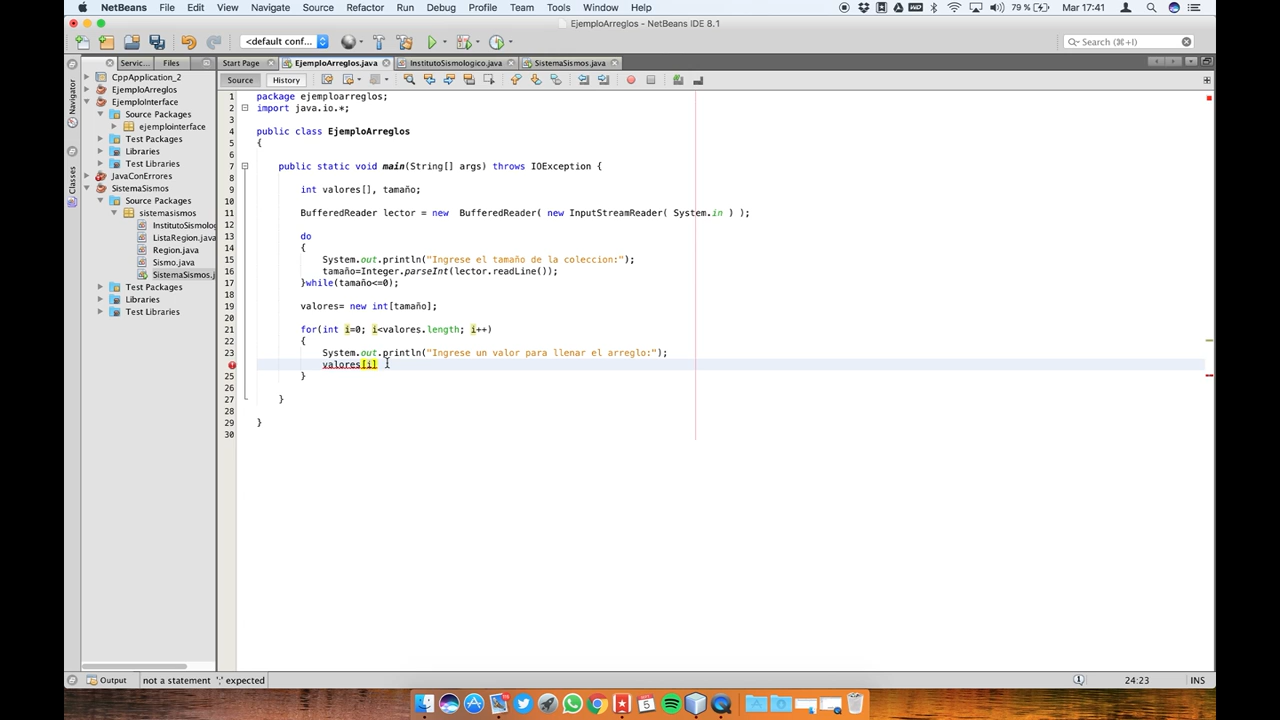 NetBeans File Edit View Navigate Source Refactor Run Debug Profile Team Tools Window Help 79 % Mar 17:41
EjemploArreglos - NetBeans IDE 8.1
<default conf... Search (⌘+I)
Servic... Files Start Page EjemploArreglos.java InstitutoSismologico.java SistemaSismos.java
Source History
Navigator
Classes
CppApplication_2
EjemploArreglos
EjemploInterface
Source Packages
ejemplointerface
Test Packages
Libraries
Test Libraries
JavaConErrores
SistemaSismos
Source Packages
sistemasismos
InstitutoSismolog
ListaRegion.java
Region.java
Sismo.java
SistemaSismos.j
Test Packages
Libraries
Test Libraries
1 package ejemploarreglos;
2 import java.io.*;
3
4 public class EjemploArreglos
5 {
6
7 public static void main(String[] args) throws IOException {
8
9 int valores[], tamaño;
10
11 BufferedReader lector = new  BufferedReader( new InputStreamReader( System.in ) );
12
13 do
14 {
15 System.out.println("Ingrese el tamaño de la coleccion:");
16 tamaño=Integer.parseInt(lector.readLine());
17 }while(tamaño<=0);
18
19 valores= new int[tamaño];
20
21 for(int i=0; i<valores.length; i++)
22 {
23 System.out.println("Ingrese un valor para llenar el arreglo:");
valores[i]
25 }
26
27 }
28
29 }
30
Output not a statement ';' expected 1 24:23 INS
5